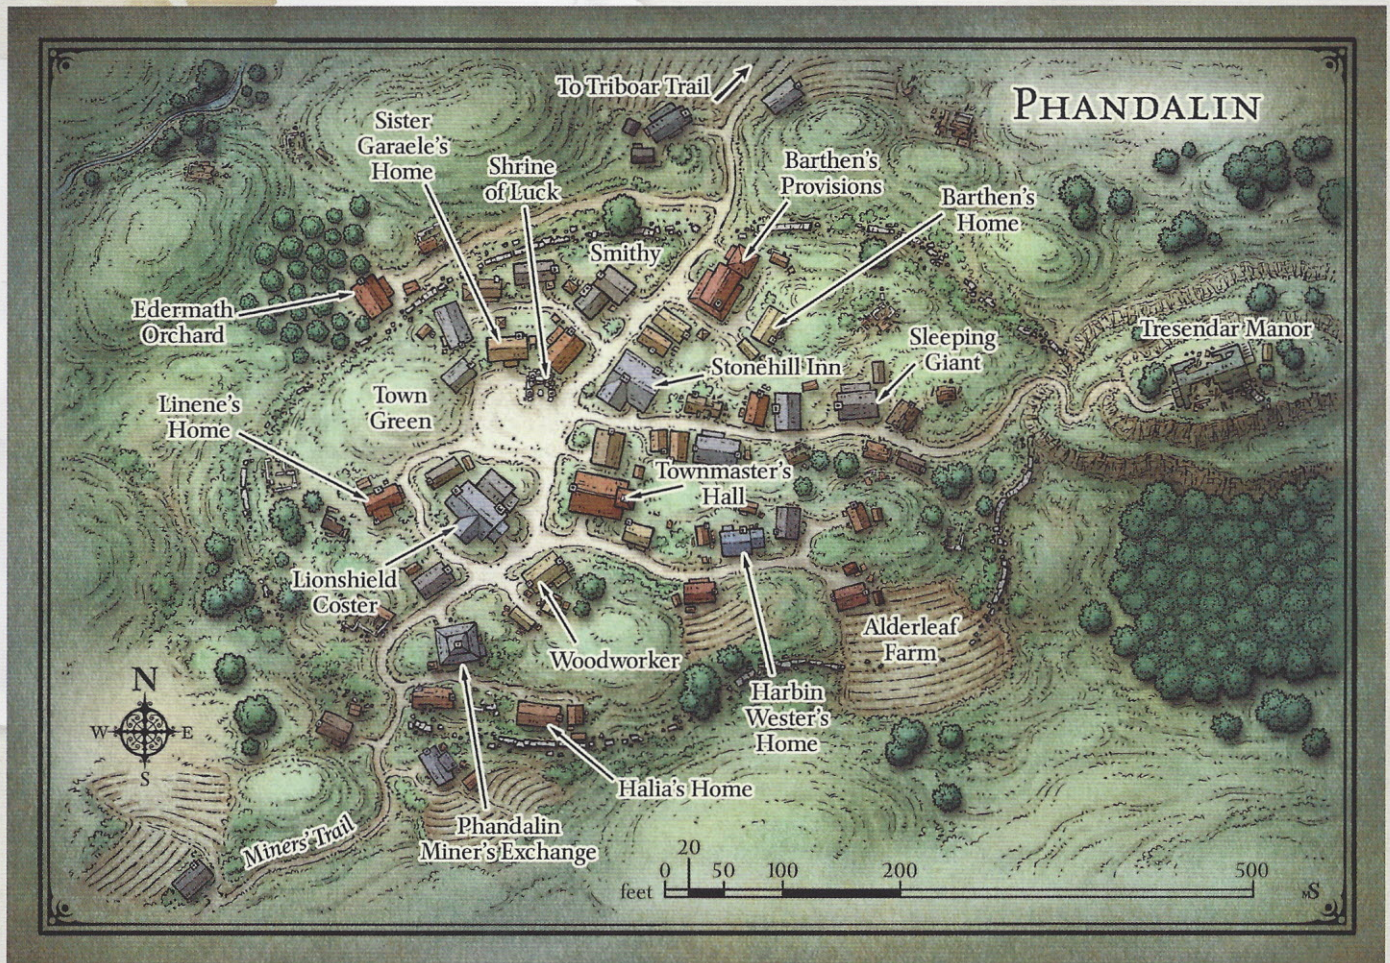 To Triboar Trail
PHANDALIN
Sister
Garaele's
Home
Shrine
of Luck
Barthen's
Provisions
Barthen's
Home
Smithy
Edermath
Orchard
Tresendar Manor
Sleeping
Giant
Stonehill Inn
Town
Green
Linene's
Home
Townmaster's
Hall
Lionshield
Coster
Alderleaf
Farm
Woodworker
Harbin
Wester's
Home
N
W
E
S
Halia's Home
Miners' Trail
Phandalin
Miner's Exchange
20
0 50 100 200 500
feet
MS